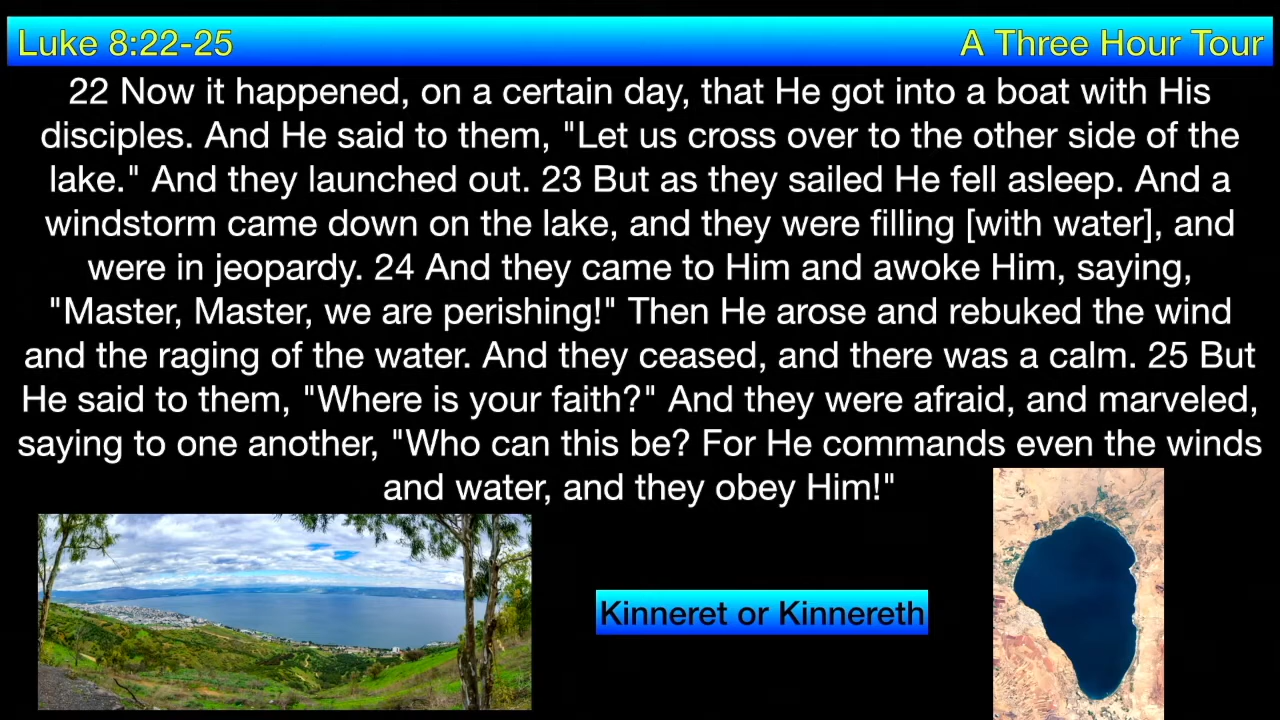 Luke 8:22-25
A Three Hour Tour
22 Now it happened, on a certain day, that He got into a boat with His
disciples. And He said to them, "Let us cross over to the other side of the
lake." And they launched out. 23 But as they sailed He fell asleep. And a
windstorm came down on the lake, and they were filling [with water], and
were in jeopardy. 24 And they came to Him and awoke Him, saying,
"Master, Master, we are perishing!" Then He arose and rebuked the wind
and the raging of the water. And they ceased, and there was a calm. 25 But
He said to them, "Where is your faith?" And they were afraid, and marveled,
saying to one another, "Who can this be? For He commands even the winds
and water, and they obey Him!"
Kinneret or Kinnereth